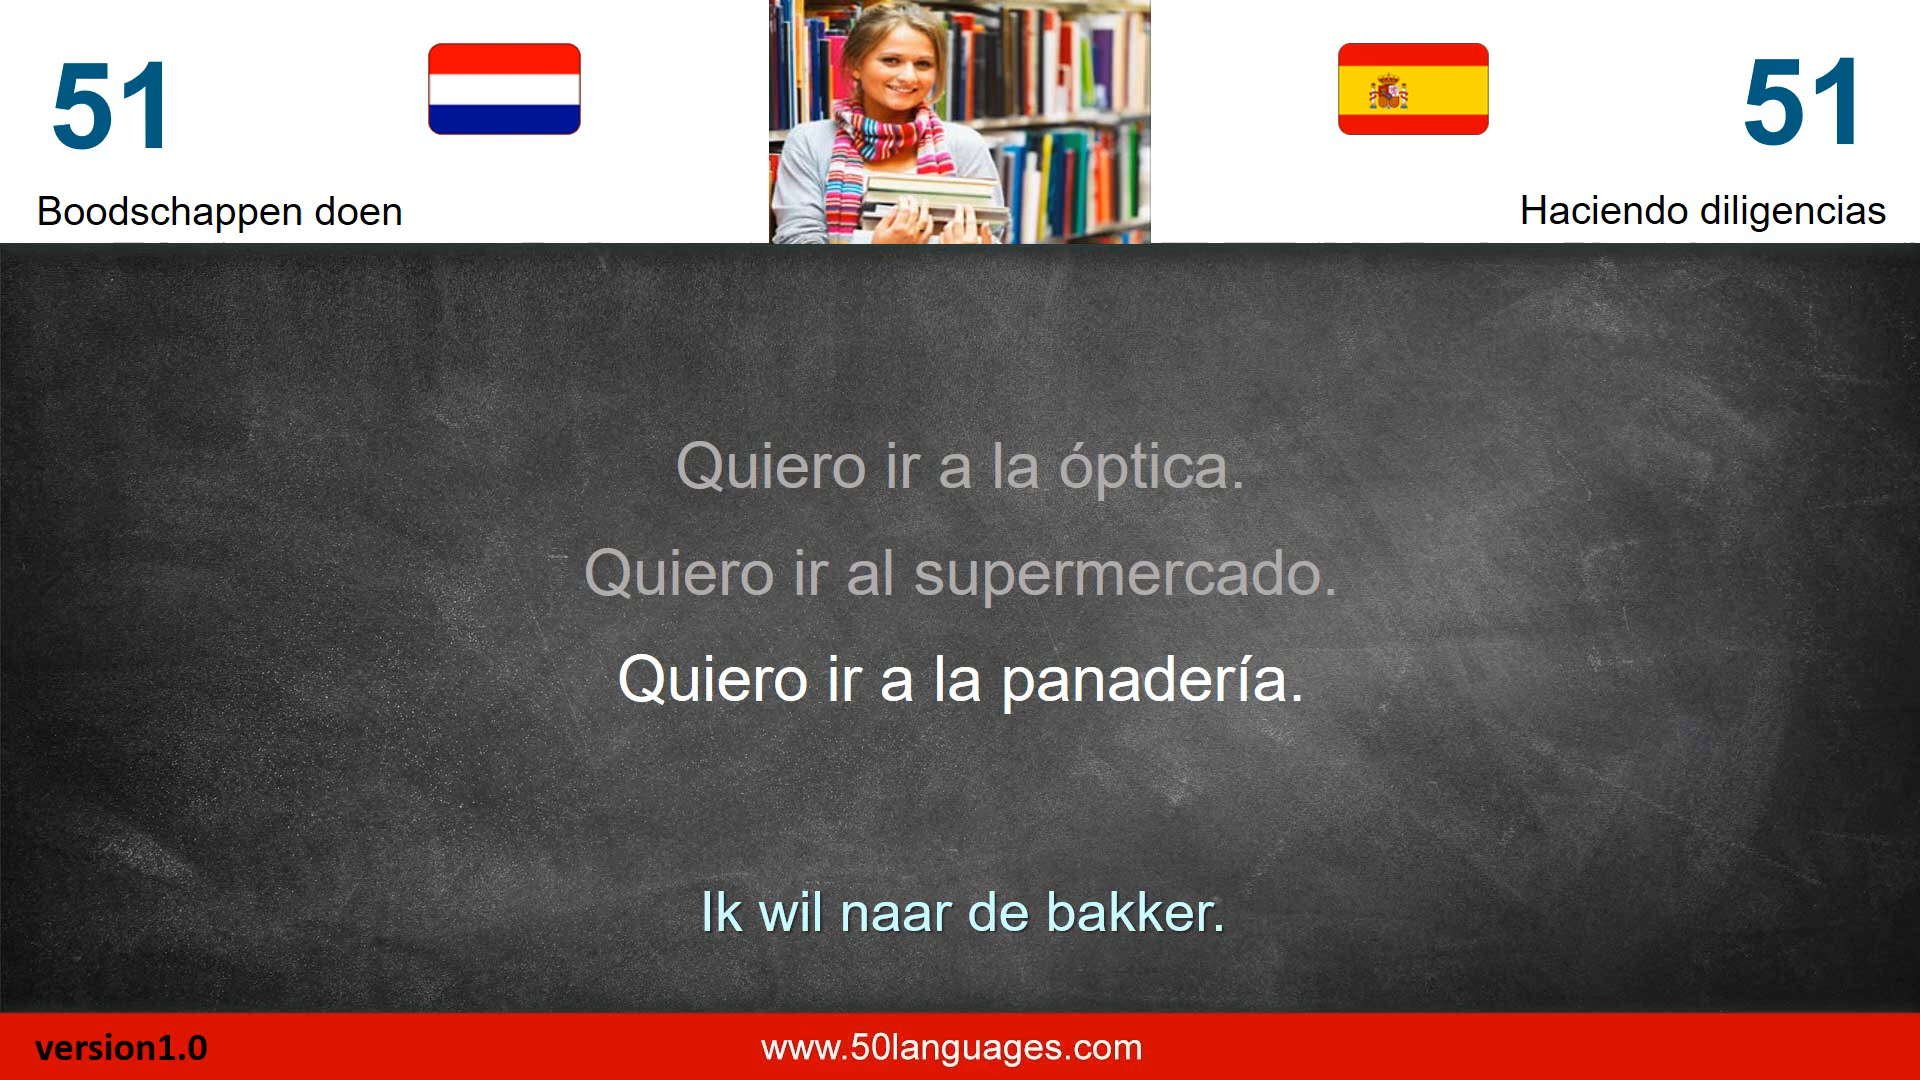 51
51
Boodschappen doen
Haciendo diligencias
Quiero ir a la óptica.
Quiero ir al supermercado.
Quiero ir a la panadería.
Ik wil naar de bakker.
version1.0
www.50languages.com